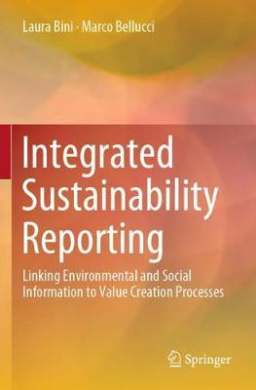 Laura Bini · Marco Bellucci
Integrated
Sustainability
Reporting
Linking Environmental and Social
Information to Value Creation Processes
Springer